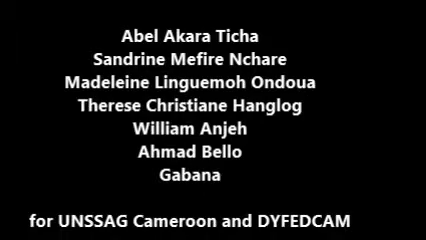 Abel Akara Ticha
Sandrine Mefire Nchare
Madeleine Linguemoh Ondoua
Therese Christiane Hanglog
William Anjeh
Ahmad Bello
Gabana
for UNSSAG Cameroon and DYFEDCAM